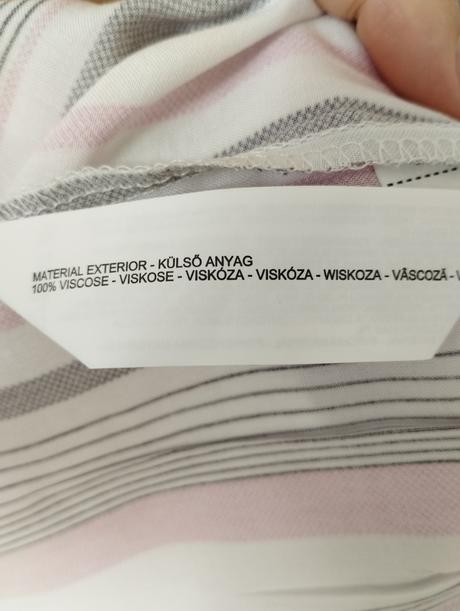 MATERIAL EXTERIOR - KÜLSŐ ANYAG
100% VISCOSE - VISKOSE - VISKÓZA - VISKÓZA - WISKOZA - VÂSCOZĂ -